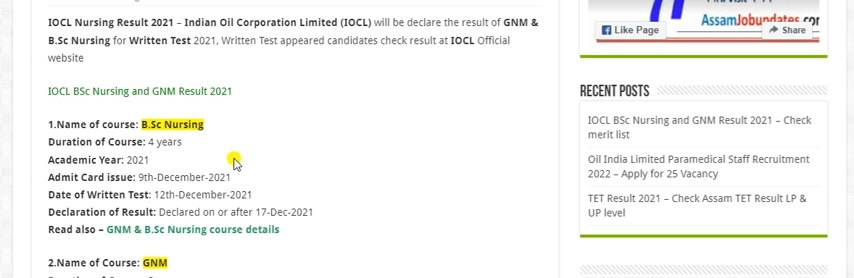 IOCL Nursing Result 2021 – Indian Oil Corporation Limited (IOCL) will declare the result of GNM &
B.Sc Nursing for Written Test 2021, Written Test appeared candidates check result at IOCL Official
website
IOCL BSc Nursing and GNM Result 2021
1.Name of course: B.Sc Nursing
Duration of Course: 4 years
Academic Year: 2021
Admit Card issue: 9th-December-2021
Date of Written Test: 12th-December-2021
Declaration of Result: Declared on or after 17-Dec-2021
Read also – GNM & B.Sc Nursing course details
2.Name of Course: GNM
AssamJobupdates.com
Like Page
Share
RECENT POSTS
IOCL BSc Nursing and GNM Result 2021 – Check
merit list
Oil India Limited Paramedical Staff Recruitment
2022 – Apply for 25 Vacancy
TET Result 2021 – Check Assam TET Result LP &
UP level